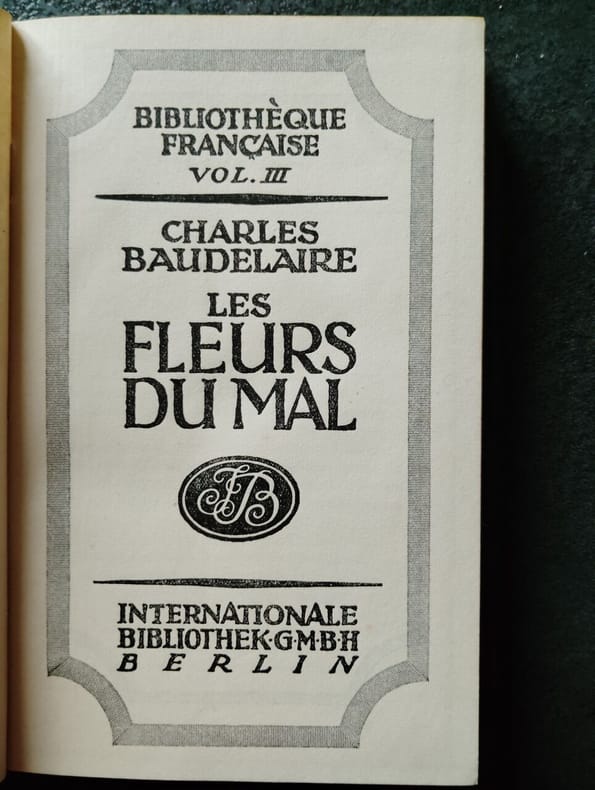 BIBLIOTHÈQUE
FRANÇAISE
VOL. III
CHARLES
BAUDELAIRE
LES
FLEURS
DU MAL
IB
INTERNATIONALE
BIBLIOTHEK·G·M·B·H
BERLIN